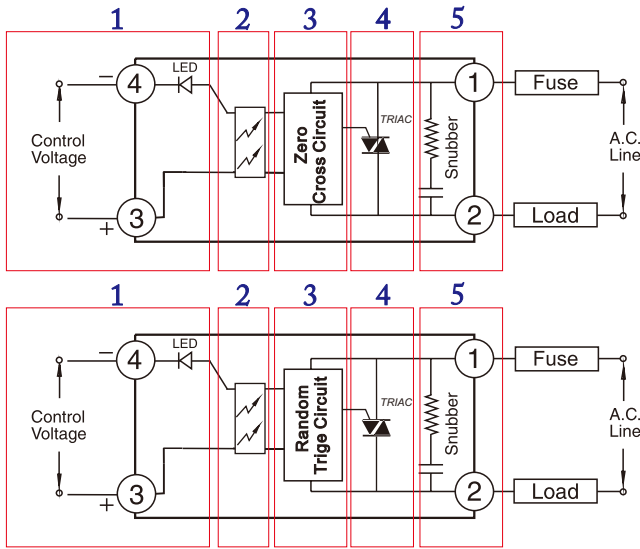 1 2 3 4 5
LED
4
−
1
Fuse
Control
Voltage
Zero
Cross Circuit
TRIAC
Snubber
A.C.
Line
3
+
2
Load
1 2 3 4 5
LED
4
−
1
Fuse
Control
Voltage
Random
Trige Circuit
TRIAC
Snubber
A.C.
Line
3
+
2
Load